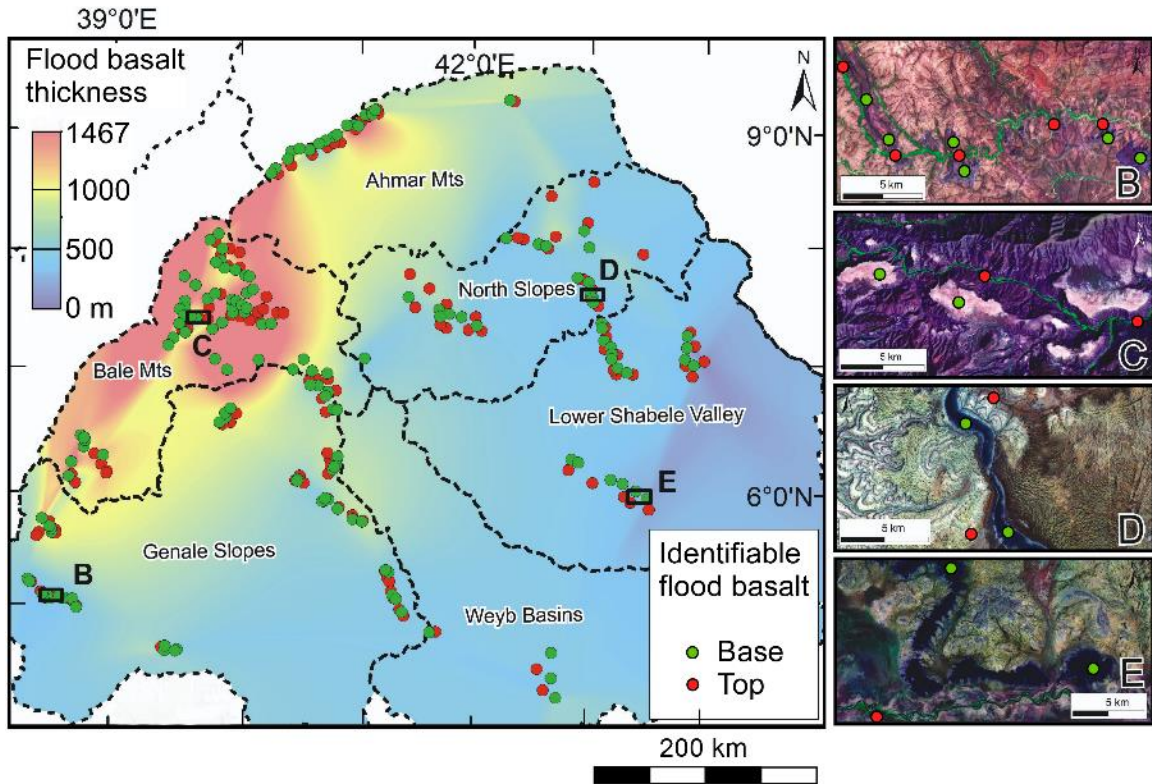 39°0'E
42°0'E
N
9°0'N
6°0'N
Flood basalt
thickness
1467
1000
500
0 m
Ahmar Mts
North Slopes
D
C
Bale Mts
Lower Shabele Valley
E
Genale Slopes
B
Weyb Basins
Identifiable
flood basalt
Base
Top
200 km
5 km
B
5 km
C
5 km
D
5 km
E